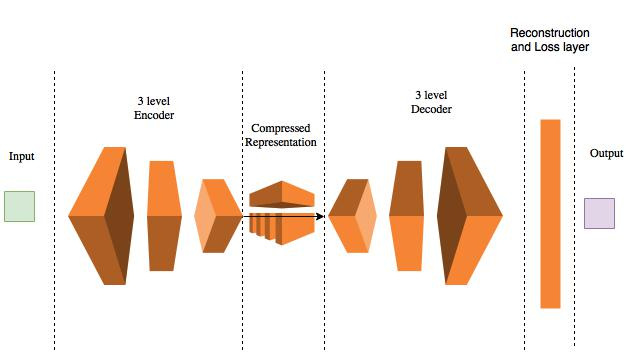 Input
3 level
Encoder
Compressed
Representation
3 level
Decoder
Reconstruction
and Loss layer
Output